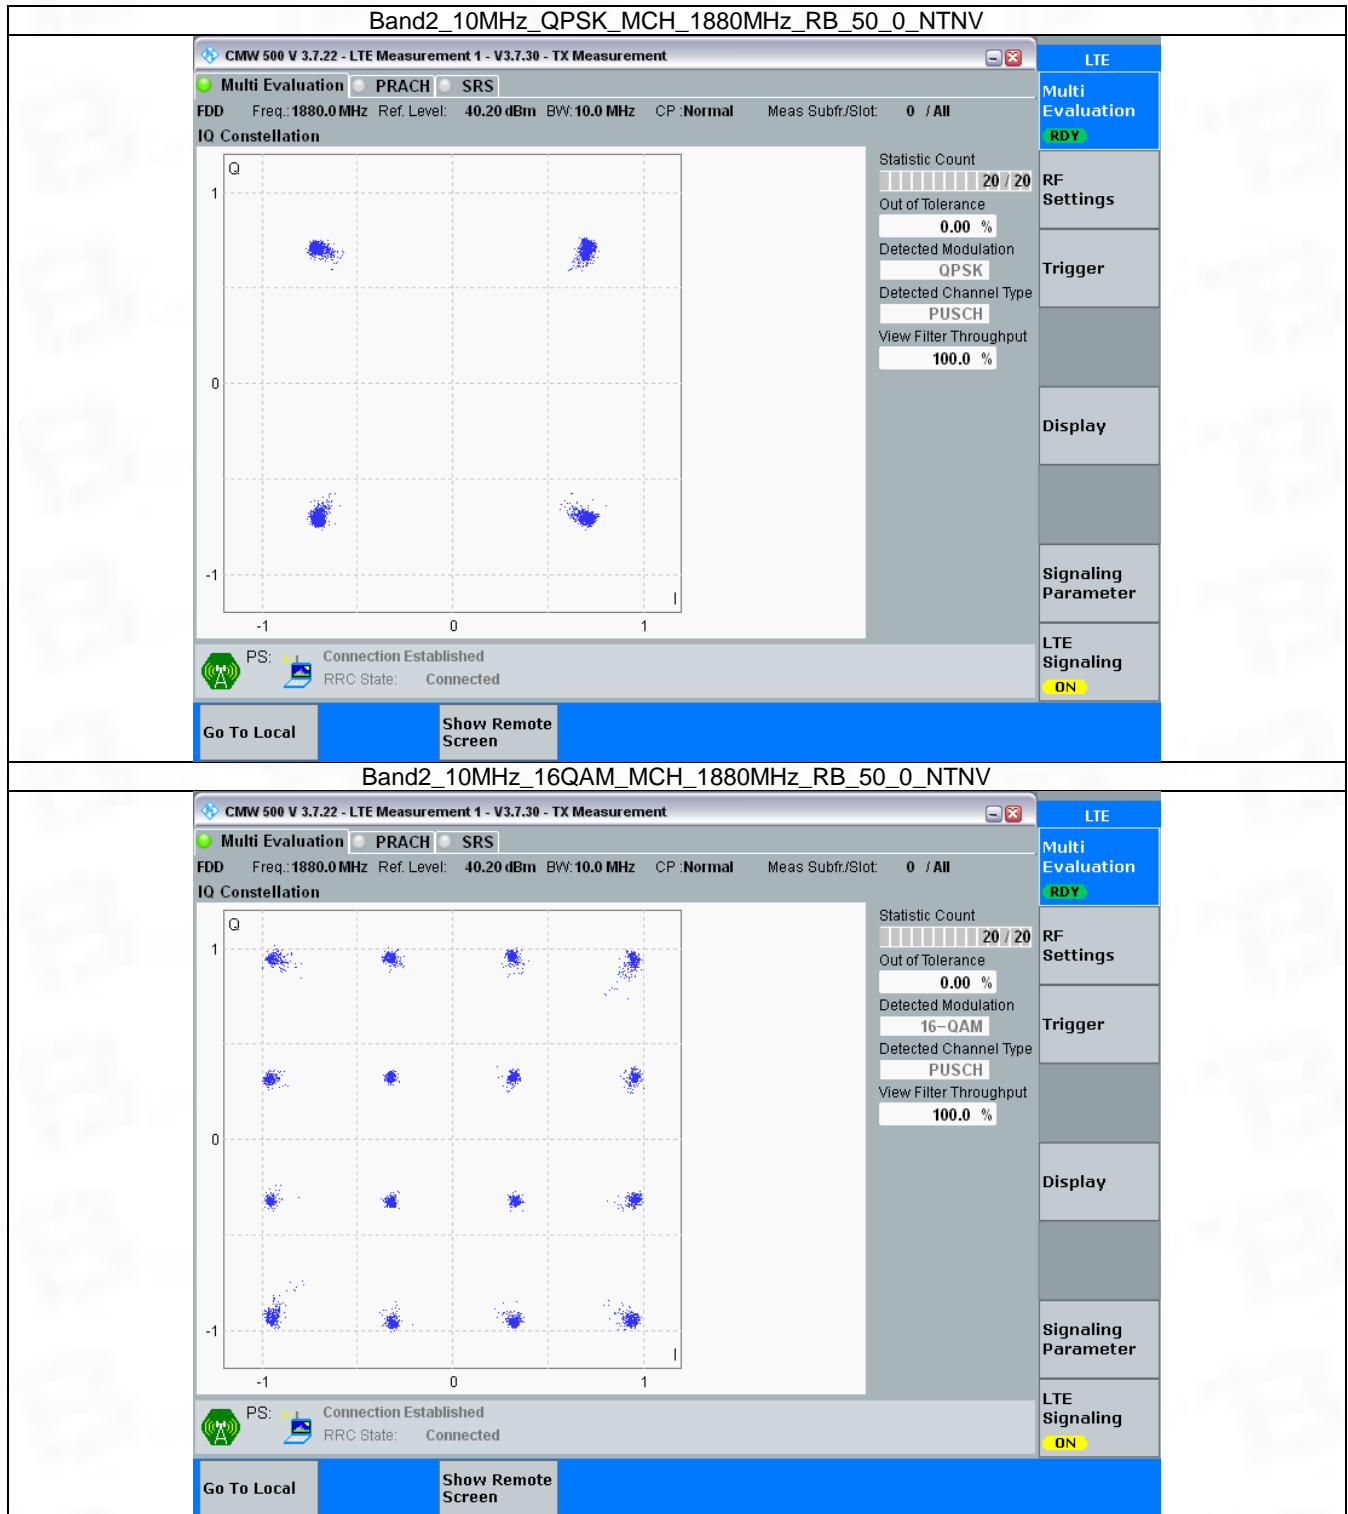 Band2_10MHz_QPSK_MCH_1880MHz_RB_50_0_NTNV
CMW 500 V 3.7.22 - LTE Measurement 1 - V3.7.30 - TX Measurement
LTE
Multi Evaluation PRACH SRS
Multi
Evaluation
RDY
FDD Freq.: 1880.0 MHz Ref. Level: 40.20 dBm BW: 10.0 MHz CP : Normal Meas Subfr./Slot: 0 / All
IQ Constellation
Q
1
0
-1
I
-1 0 1
Statistic Count
20 / 20
Out of Tolerance
0.00 %
Detected Modulation
QPSK
Detected Channel Type
PUSCH
View Filter Throughput
100.0 %
RF
Settings
Trigger
Display
Signaling
Parameter
LTE
Signaling
ON
PS: Connection Established
RRC State: Connected
Go To Local
Show Remote
Screen
Band2_10MHz_16QAM_MCH_1880MHz_RB_50_0_NTNV
CMW 500 V 3.7.22 - LTE Measurement 1 - V3.7.30 - TX Measurement
LTE
Multi Evaluation PRACH SRS
Multi
Evaluation
RDY
FDD Freq.: 1880.0 MHz Ref. Level: 40.20 dBm BW: 10.0 MHz CP : Normal Meas Subfr./Slot: 0 / All
IQ Constellation
Q
1
0
-1
I
-1 0 1
Statistic Count
20 / 20
Out of Tolerance
0.00 %
Detected Modulation
16-QAM
Detected Channel Type
PUSCH
View Filter Throughput
100.0 %
RF
Settings
Trigger
Display
Signaling
Parameter
LTE
Signaling
ON
PS: Connection Established
RRC State: Connected
Go To Local
Show Remote
Screen